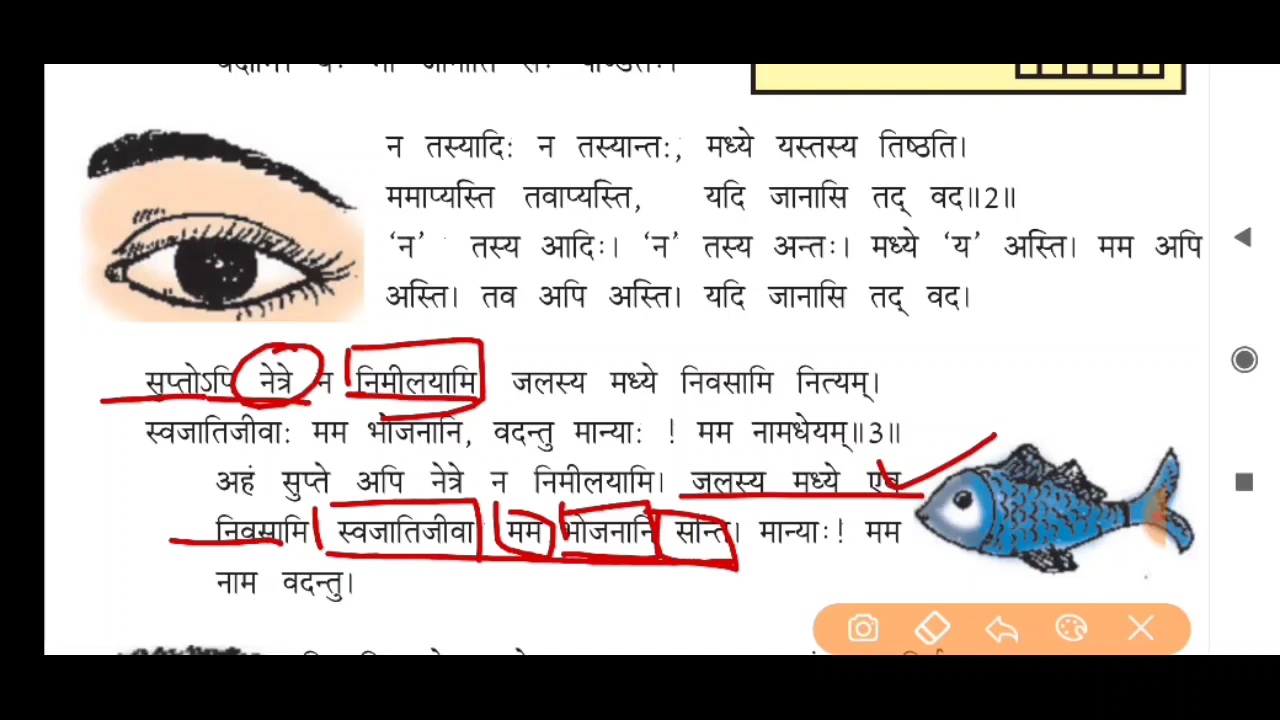 न तस्यादिः न तस्यान्तः, मध्ये यस्तस्य तिष्ठति।
ममाप्यस्ति तवाप्यस्ति, यदि जानासि तद् वद॥2॥
‘न’ तस्य आदिः। ‘न’ तस्य अन्तः। मध्ये ‘य’ अस्ति। मम अपि
अस्ति। तव अपि अस्ति। यदि जानासि तद् वद।
सुप्तोऽपि नेत्रे न निमीलयामि जलस्य मध्ये निवसामि नित्यम्।
स्वजातिजीवाः मम भोजनानि, वदन्तु मान्याः ! मम नामधेयम्॥3॥
अहं सुप्ते अपि नेत्रे न निमीलयामि। जलस्य मध्ये एव
निवसामि स्वजातिजीवा मम भोजनानि सन्ति। मान्याः! मम
नाम वदन्तु।